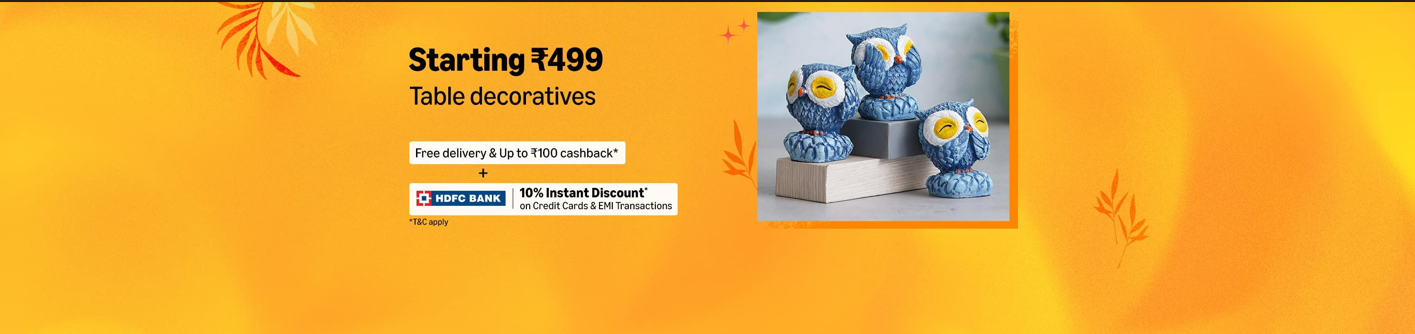 Starting ₹499
Table decoratives
Free delivery & Up to ₹100 cashback*
+
HDFC BANK
10% Instant Discount*
on Credit Cards & EMI Transactions
*T&C apply